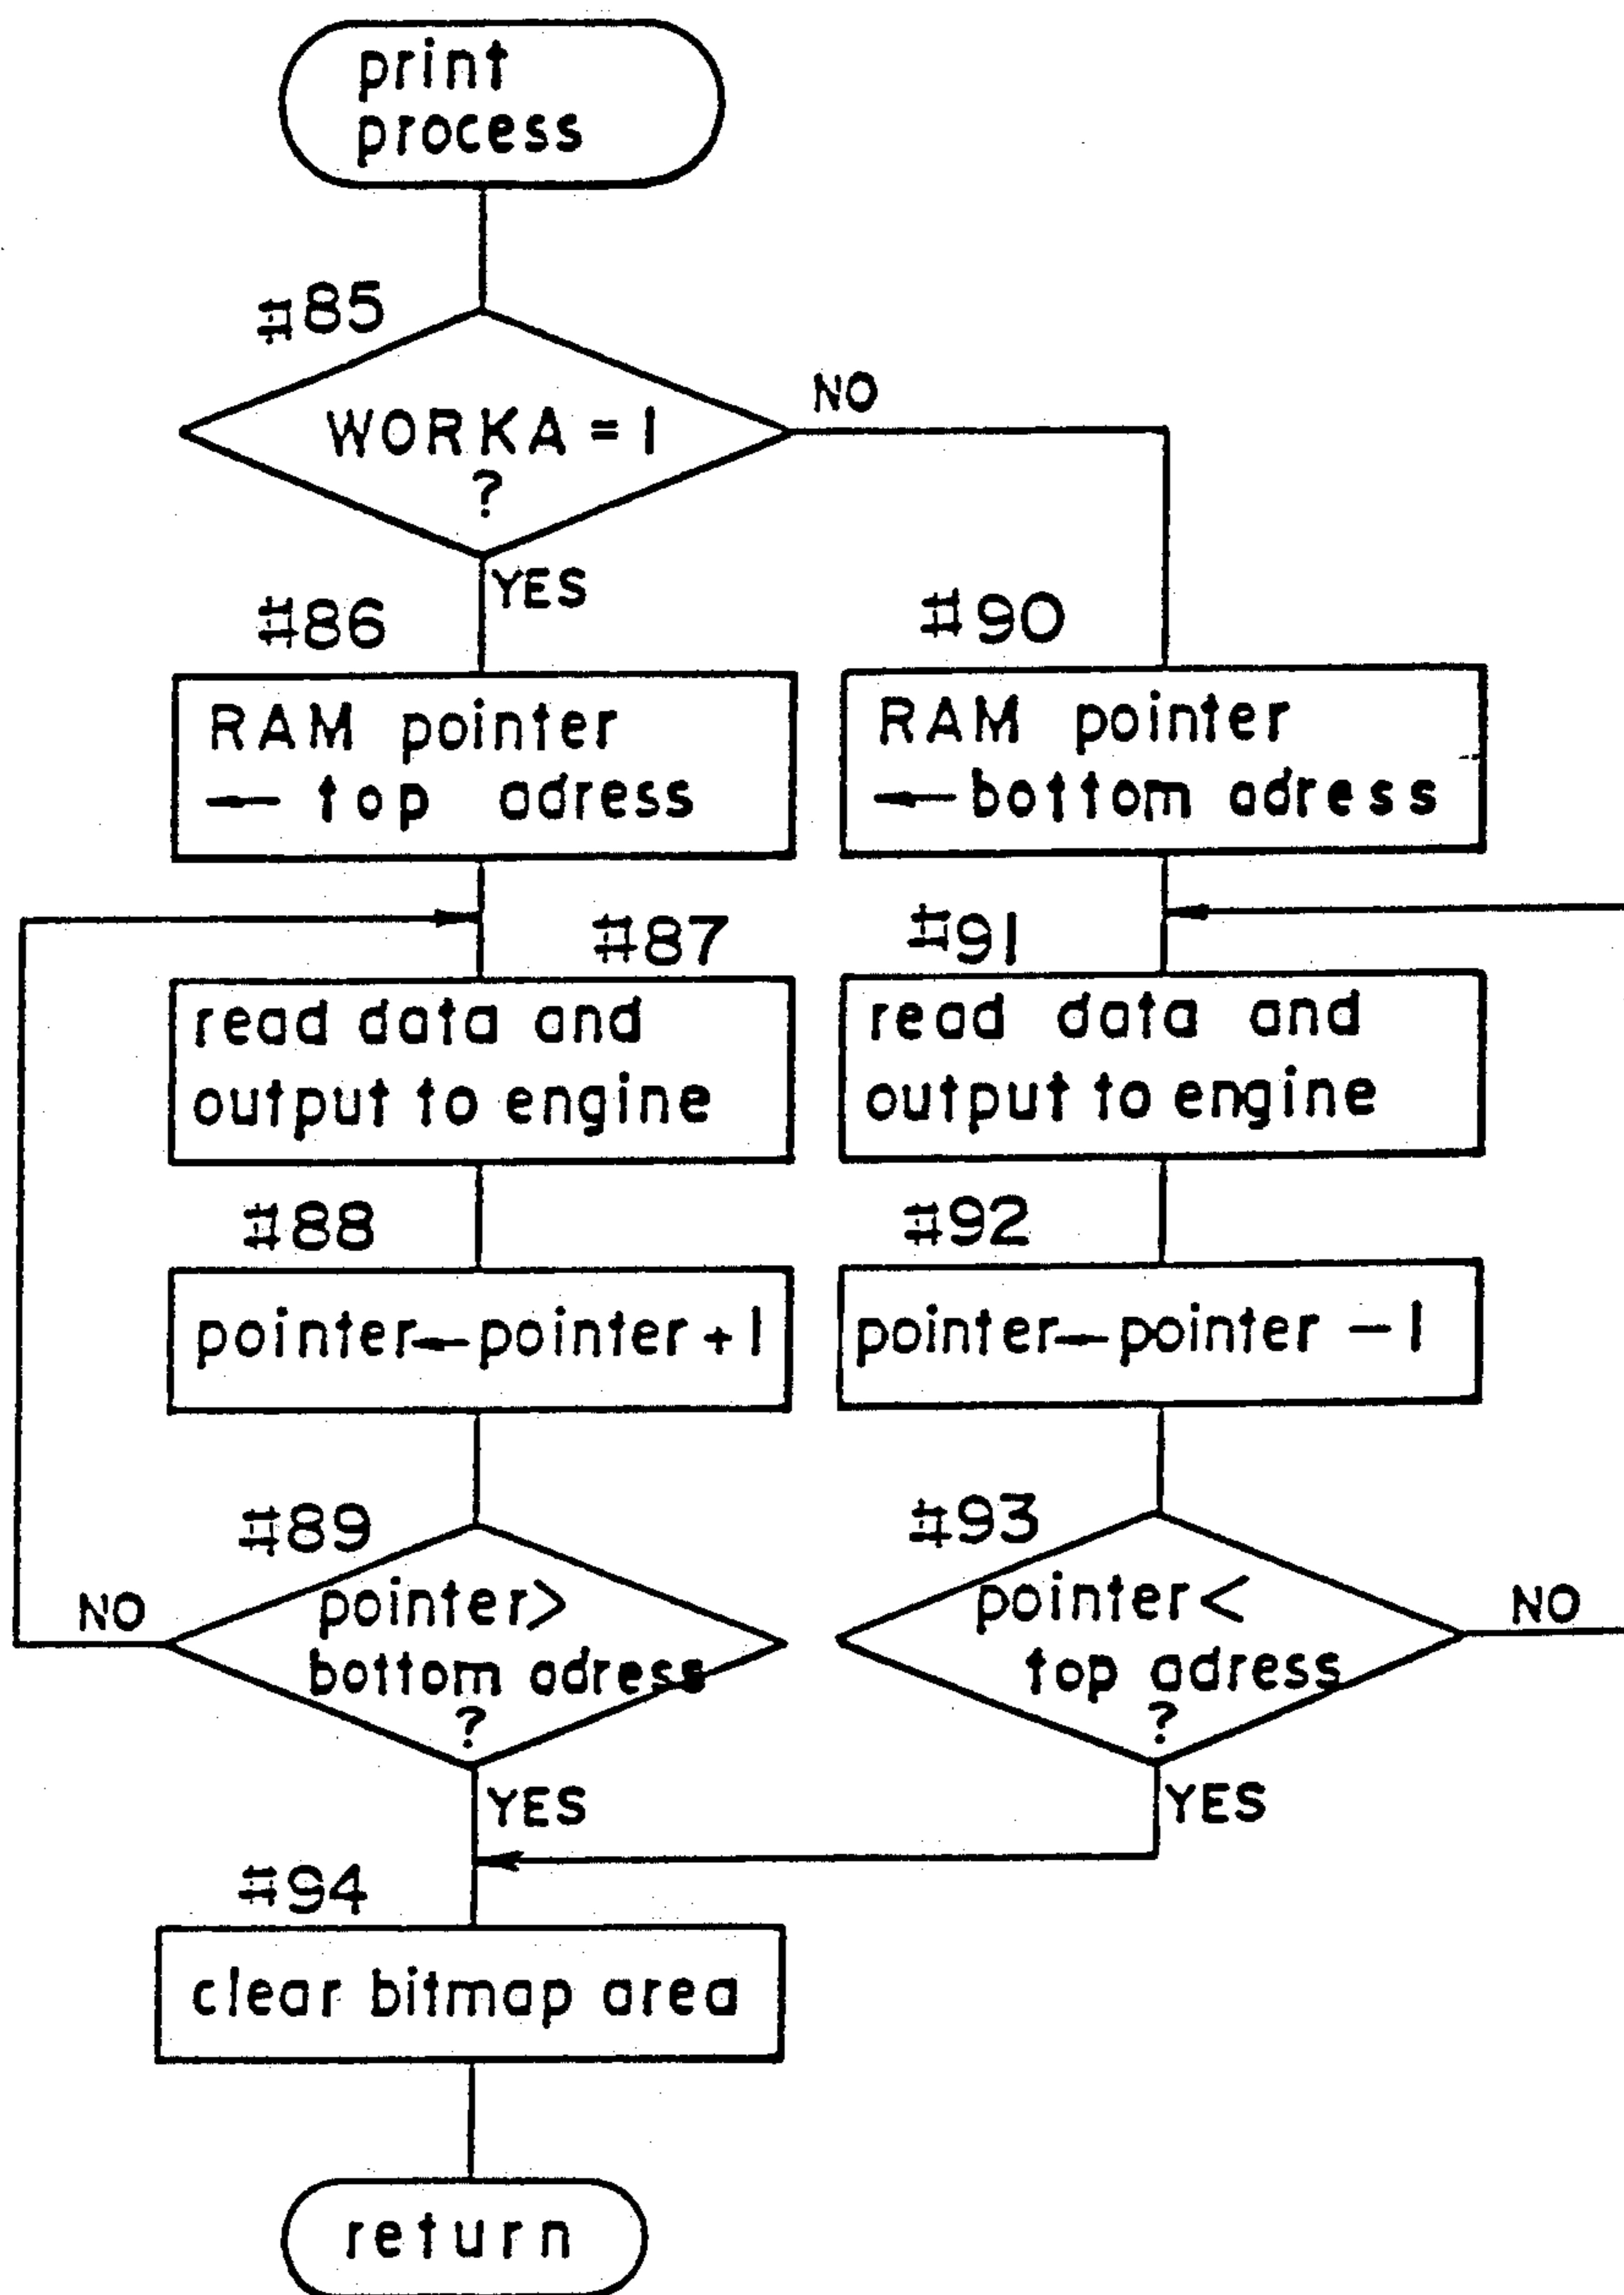 print
process
#85
WORKA = 1
?
NO
YES
#86
RAM pointer
← top adress
#87
read data and
output to engine
#88
pointer←pointer +1
#89
pointer>
bottom adress
?
NO
YES
#90
RAM pointer
←bottom adress
#91
read data and
output to engine
#92
pointer←pointer -1
#93
pointer<
top adress
?
NO
YES
#94
clear bitmap area
return